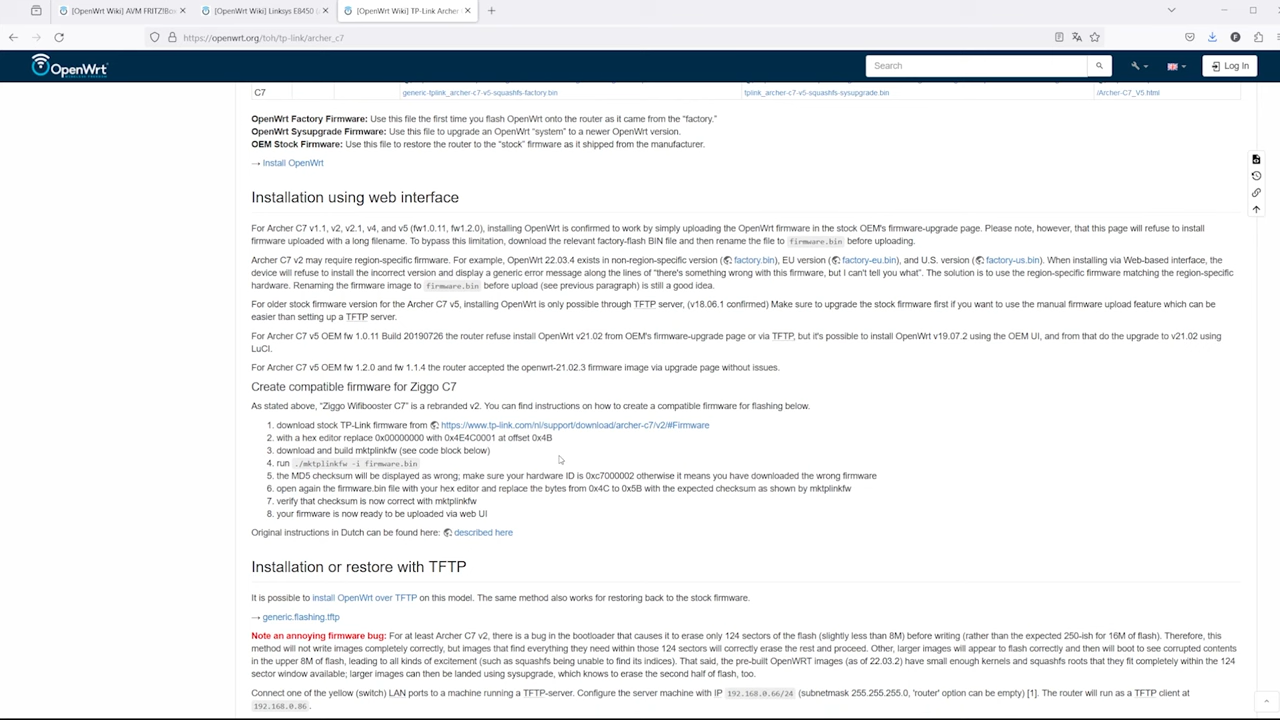 [OpenWrt Wiki] AVM FRITZ!Box
[OpenWrt Wiki] Linksys E8450 (
[OpenWrt Wiki] TP-Link Archer
https://openwrt.org/toh/tp-link/archer_c7
OpenWrt
Search
Log In
C7
generic-tplink_archer-c7-v5-squashfs-factory.bin
tplink_archer-c7-v5-squashfs-sysupgrade.bin
/Archer-C7_V5.html
OpenWrt Factory Firmware: Use this file the first time you flash OpenWrt onto the router as it came from the “factory.”
OpenWrt Sysupgrade Firmware: Use this file to upgrade an OpenWrt “system” to a newer OpenWrt version.
OEM Stock Firmware: Use this file to restore the router to the “stock” firmware as it shipped from the manufacturer.
→ Install OpenWrt
Installation using web interface
For Archer C7 v1.1, v2, v2.1, v4, and v5 (fw1.0.11, fw1.2.0), installing OpenWrt is confirmed to work by simply uploading the OpenWrt firmware in the stock OEM's firmware-upgrade page. Please note, however, that this page will refuse to install
firmware uploaded with a long filename. To bypass this limitation, download the relevant factory-flash BIN file and then rename the file to firmware.bin before uploading.
Archer C7 v2 may require region-specific firmware. For example, OpenWrt 22.03.4 exists in non-region-specific version (factory.bin), EU version (factory-eu.bin), and U.S. version (factory-us.bin). When installing via Web-based interface, the
device will refuse to install the incorrect version and display a generic error message along the lines of “there's something wrong with this firmware, but I can't tell you what”. The solution is to use the region-specific firmware matching the region-specific
hardware. Renaming the firmware image to firmware.bin before upload (see previous paragraph) is still a good idea.
For older stock firmware version for the Archer C7 v5, installing OpenWrt is only possible through TFTP server, (v18.06.1 confirmed) Make sure to upgrade the stock firmware first if you want to use the manual firmware upload feature which can be
easier than setting up a TFTP server.
For Archer C7 v5 OEM fw 1.0.11 Build 20190726 the router refuse install OpenWrt v21.02 from OEM's firmware-upgrade page or via TFTP, but it's possible to install OpenWrt v19.07.2 using the OEM UI, and from that do the upgrade to v21.02 using
LuCI.
For Archer C7 v5 OEM fw 1.2.0 and fw 1.1.4 the router accepted the openwrt-21.02.3 firmware image via upgrade page without issues.
Create compatible firmware for Ziggo C7
As stated above, “Ziggo Wifibooster C7” is a rebranded v2. You can find instructions on how to create a compatible firmware for flashing below.
1. download stock TP-Link firmware from https://www.tp-link.com/nl/support/download/archer-c7/v2/#Firmware
2. with a hex editor replace 0x00000000 with 0x4E4C0001 at offset 0x4B
3. download and build mktplinkfw (see code block below)
4. run ./mktplinkfw -i firmware.bin
5. the MD5 checksum will be displayed as wrong; make sure your hardware ID is 0xc7000002 otherwise it means you have downloaded the wrong firmware
6. open again the firmware.bin file with your hex editor and replace the bytes from 0x4C to 0x5B with the expected checksum as shown by mktplinkfw
7. verify that checksum is now correct with mktplinkfw
8. your firmware is now ready to be uploaded via web UI
Original instructions in Dutch can be found here: described here
Installation or restore with TFTP
It is possible to install OpenWrt over TFTP on this model. The same method also works for restoring back to the stock firmware.
→ generic.flashing.tftp
Note an annoying firmware bug: For at least Archer C7 v2, there is a bug in the bootloader that causes it to erase only 124 sectors of the flash (slightly less than 8M) before writing (rather than the expected 250-ish for 16M of flash). Therefore, this
method will not write images completely correctly, but images that find everything they need within those 124 sectors will correctly erase the rest and proceed. Other, larger images will appear to flash correctly and then will boot to see corrupted contents
in the upper 8M of flash, leading to all kinds of excitement (such as squashfs being unable to find its indices). That said, the pre-built OpenWRT images (as of 22.03.2) have small enough kernels and squashfs roots that they fit completely within the 124
sector window available; larger images can then be landed using sysupgrade, which knows to erase the second half of flash, too.
Connect one of the yellow (switch) LAN ports to a machine running a TFTP-server. Configure the server machine with IP 192.168.0.66/24 (subnetmask 255.255.255.0, 'router' option can be empty) [1]. The router will run as a TFTP client at
192.168.0.86.